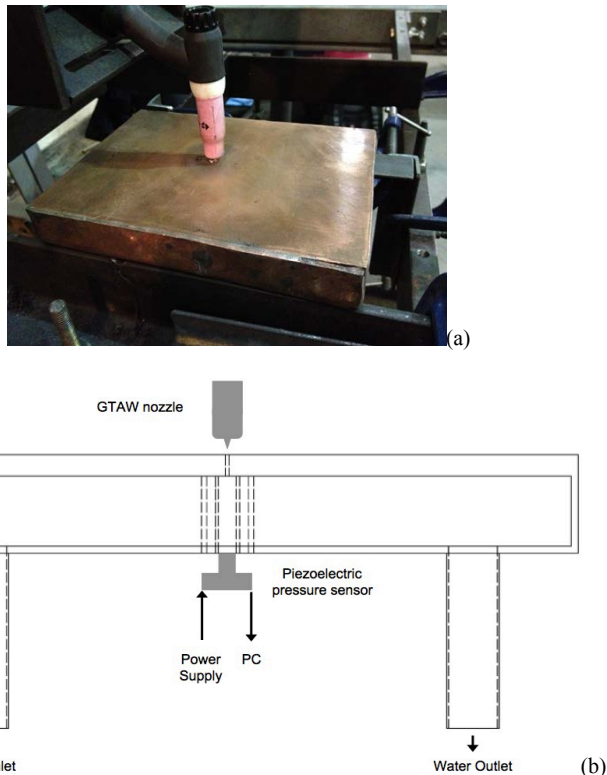 (a)
GTAW nozzle
Piezoelectric
pressure sensor
Power
Supply
PC
let
Water Outlet
(b)